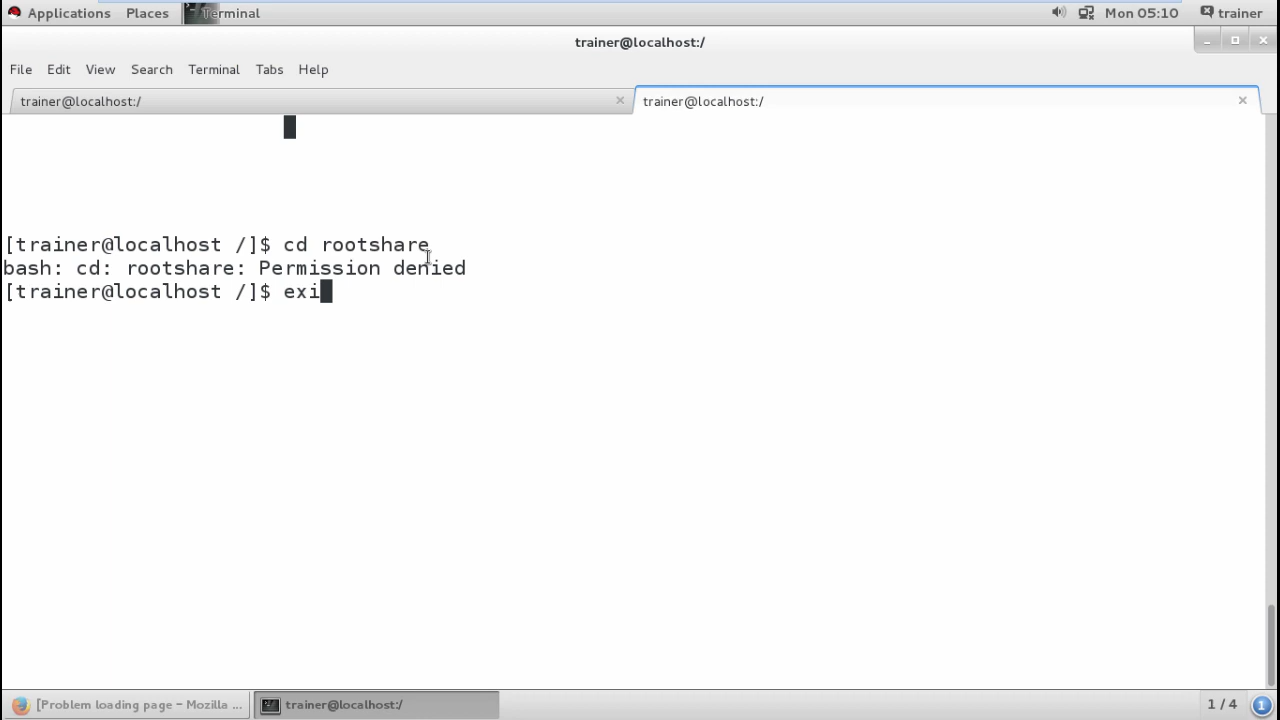 Applications Places Terminal Mon 05:10 trainer
trainer@localhost:/
File Edit View Search Terminal Tabs Help
trainer@localhost:/ trainer@localhost:/
[trainer@localhost /]$ cd rootshare
bash: cd: rootshare: Permission denied
[trainer@localhost /]$ exi
[Problem loading page - Mozilla ... trainer@localhost:/ 1 / 4 1